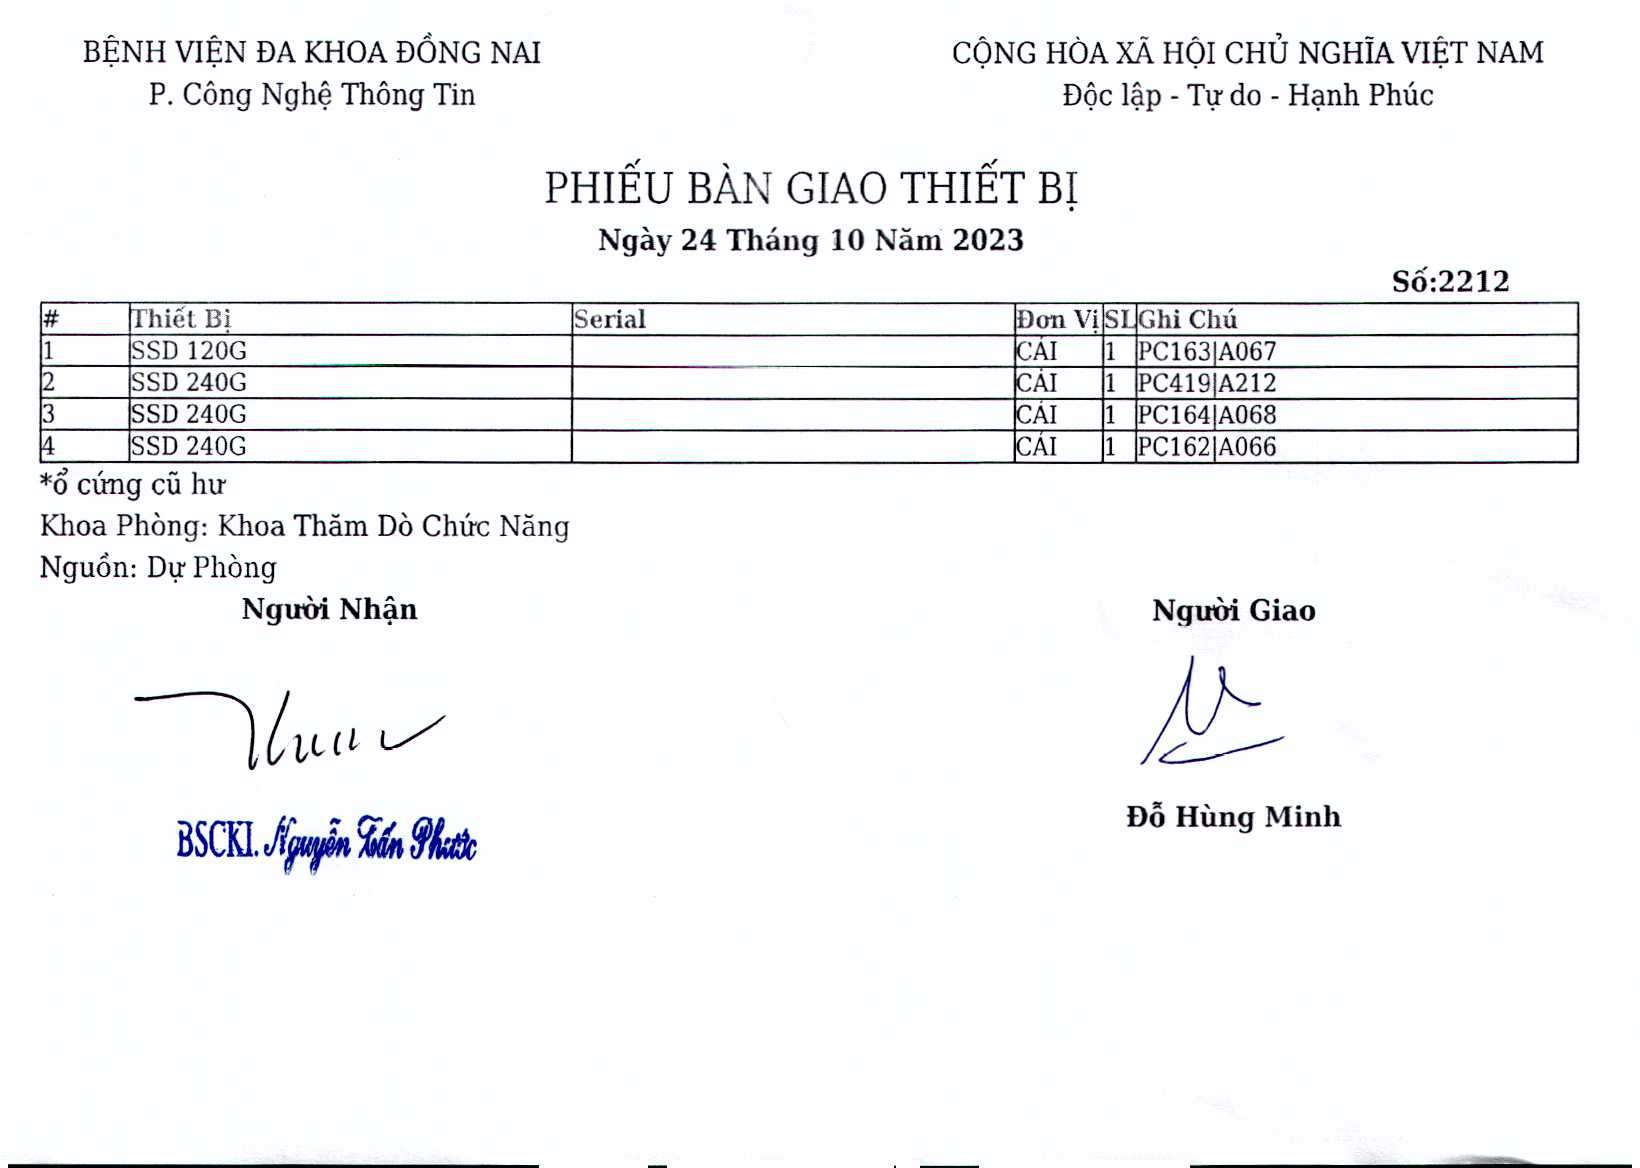 BỆNH VIỆN ĐA KHOA ĐỒNG NAI
P. Công Nghệ Thông Tin
CỘNG HÒA XÃ HỘI CHỦ NGHĨA VIỆT NAM
Độc lập - Tự do - Hạnh Phúc
PHIẾU BÀN GIAO THIẾT BỊ
Ngày 24 Tháng 10 Năm 2023
Số:2212
# Thiết Bị Serial Đơn Vị SL Ghi Chú
1 SSD 120G CÁI 1 PC163|A067
2 SSD 240G CÁI 1 PC419|A212
3 SSD 240G CÁI 1 PC164|A068
4 SSD 240G CÁI 1 PC162|A066
*ổ cứng cũ hư
Khoa Phòng: Khoa Thăm Dò Chức Năng
Nguồn: Dự Phòng
Người Nhận
Người Giao
BSCKI. Nguyễn Tấn Phước
Đỗ Hùng Minh